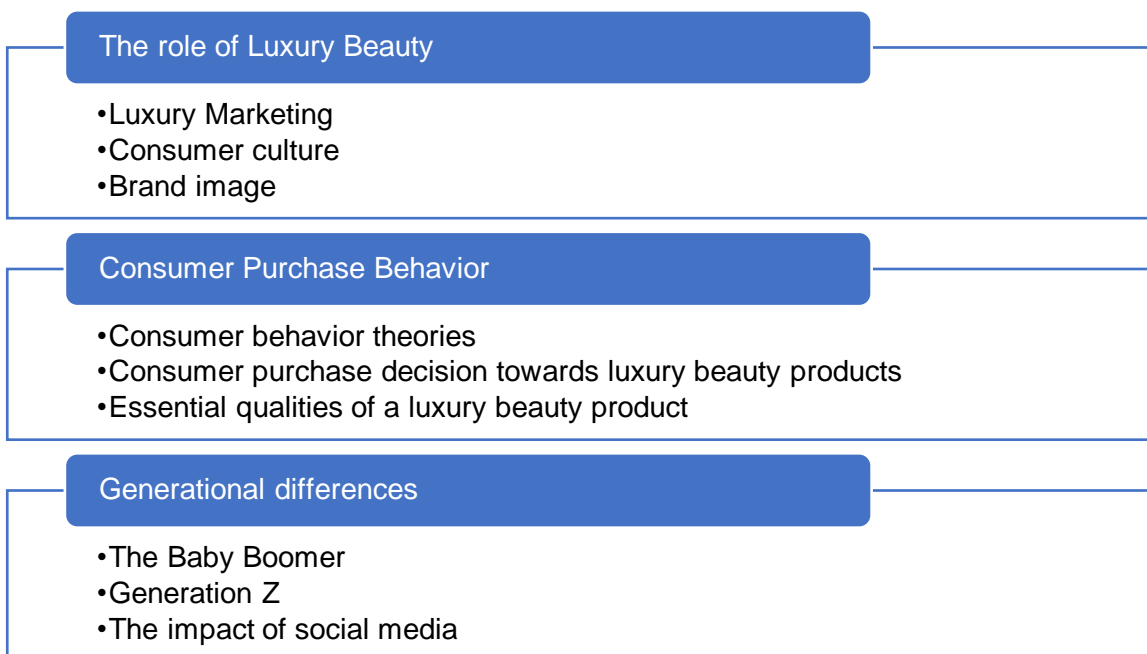 The role of Luxury Beauty
•Luxury Marketing
•Consumer culture
•Brand image
Consumer Purchase Behavior
•Consumer behavior theories
•Consumer purchase decision towards luxury beauty products
•Essential qualities of a luxury beauty product
Generational differences
•The Baby Boomer
•Generation Z
•The impact of social media